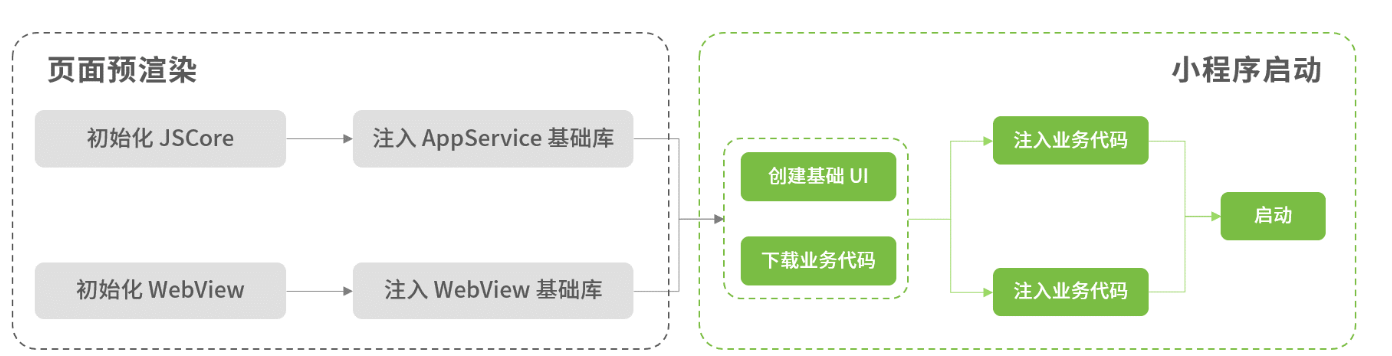 页面预渲染
初始化 JSCore
注入 AppService 基础库
初始化 WebView
注入 WebView 基础库
小程序启动
创建基础 UI
下载业务代码
注入业务代码
注入业务代码
启动